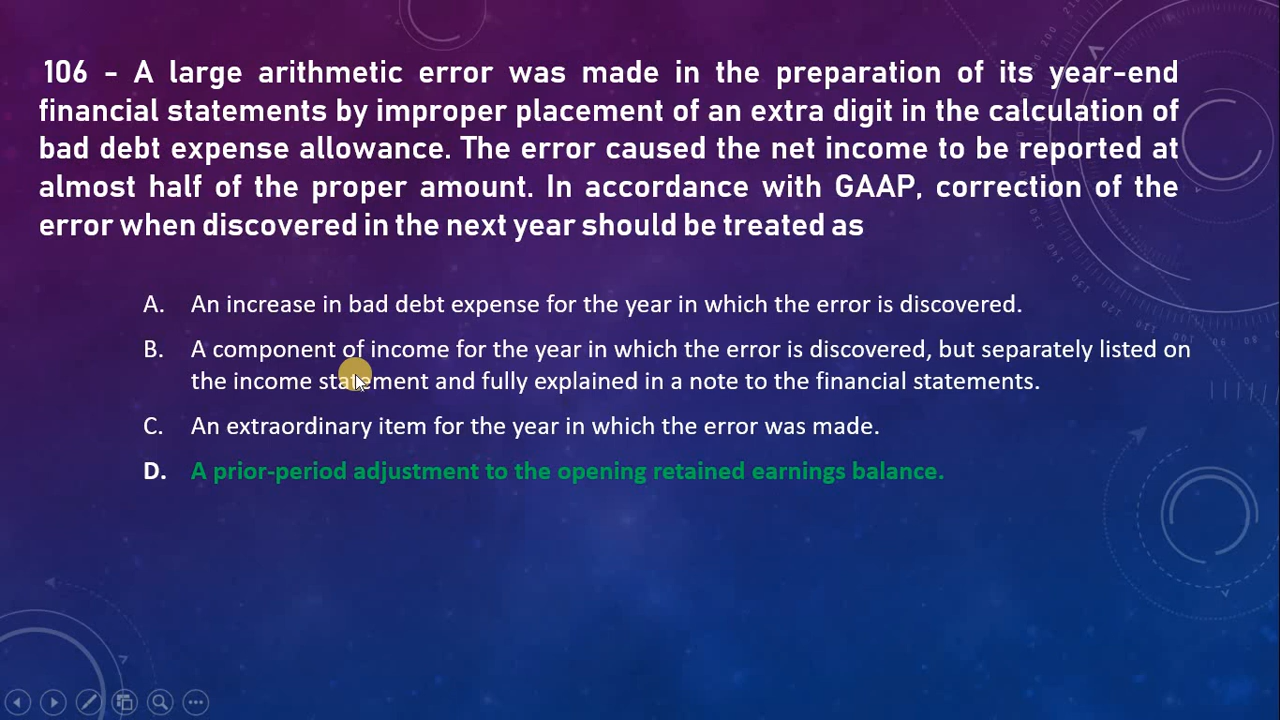 106 - A large arithmetic error was made in the preparation of its year-end
financial statements by improper placement of an extra digit in the calculation of
bad debt expense allowance. The error caused the net income to be reported at
almost half of the proper amount. In accordance with GAAP, correction of the
error when discovered in the next year should be treated as
A. An increase in bad debt expense for the year in which the error is discovered.
B. A component of income for the year in which the error is discovered, but separately listed on
the income statement and fully explained in a note to the financial statements.
C. An extraordinary item for the year in which the error was made.
D. A prior-period adjustment to the opening retained earnings balance.